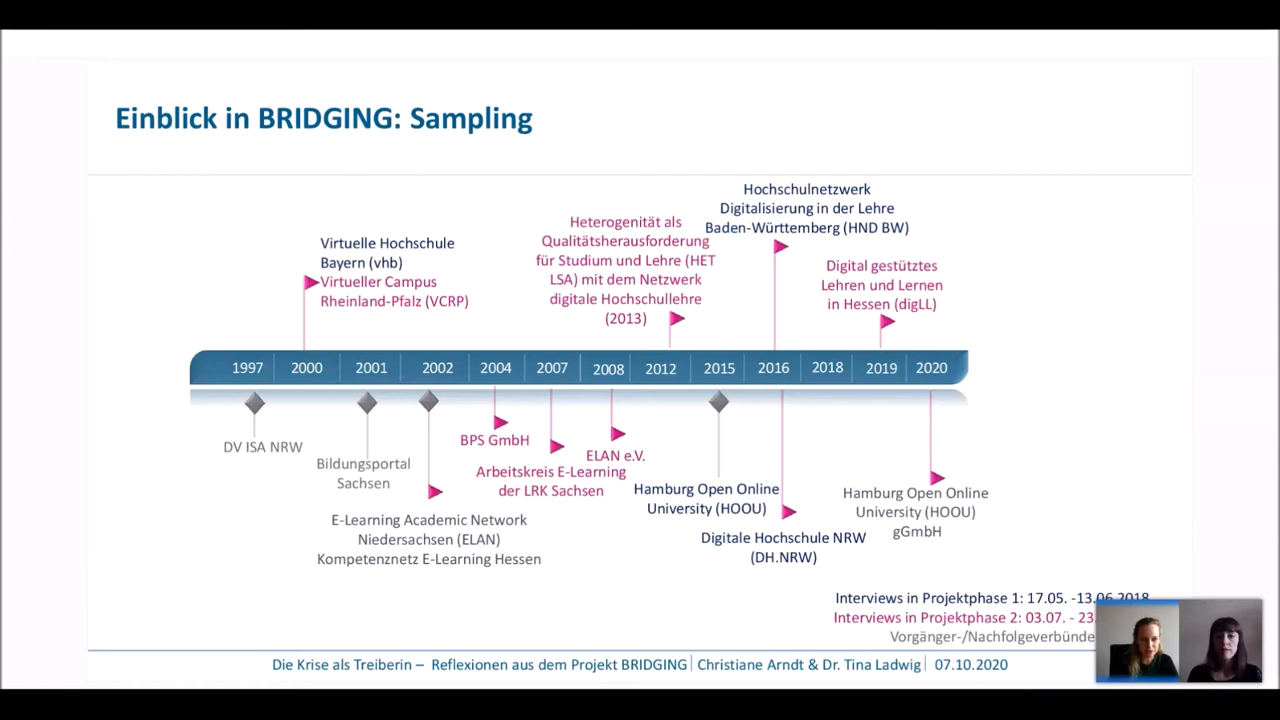 Einblick in BRIDGING: Sampling
Hochschulnetzwerk
Digitalisierung in der Lehre
Baden-Württemberg (HND BW)
Heterogenität als
Qualitätsherausforderung
für Studium und Lehre (HET
LSA) mit dem Netzwerk
digitale Hochschullehre
(2013)
Virtuelle Hochschule
Bayern (vhb)
Virtueller Campus
Rheinland-Pfalz (VCRP)
Digital gestütztes
Lehren und Lernen
in Hessen (digLL)
1997 2000 2001 2002 2004 2007 2008 2012 2015 2016 2018 2019 2020
DV ISA NRW
Bildungsportal
Sachsen
E-Learning Academic Network
Niedersachsen (ELAN)
Kompetenznetz E-Learning Hessen
BPS GmbH
Arbeitskreis E-Learning
der LRK Sachsen
ELAN e.V.
Hamburg Open Online
University (HOOU)
Digitale Hochschule NRW
(DH.NRW)
Hamburg Open Online
University (HOOU)
gGmbH
Interviews in Projektphase 1: 17.05. -13.06.2018
Interviews in Projektphase 2: 03.07. - 23.
Vorgänger-/Nachfolgeverbünde
Die Krise als Treiberin – Reflexionen aus dem Projekt BRIDGING | Christiane Arndt & Dr. Tina Ladwig | 07.10.2020